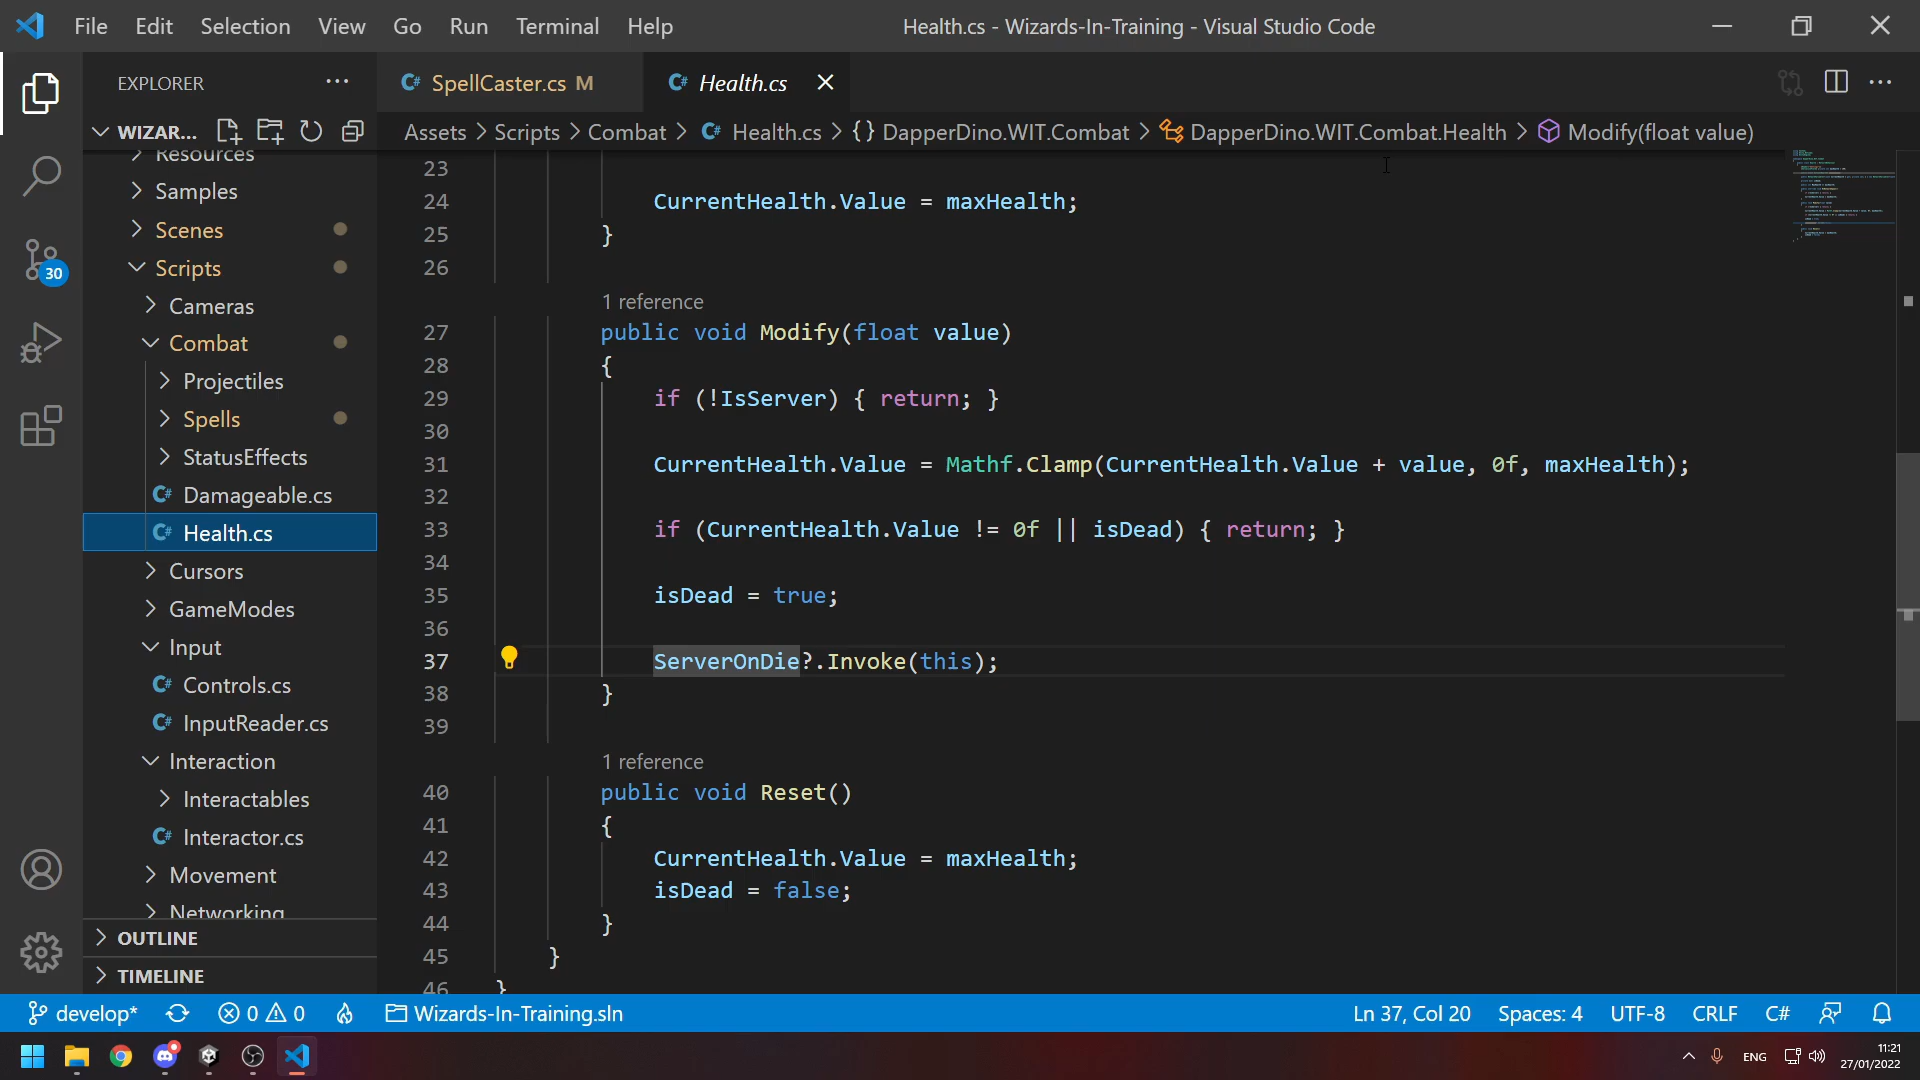 File Edit Selection View Go Run Terminal Help
Health.cs - Wizards-In-Training - Visual Studio Code
EXPLORER
SpellCaster.cs M
Health.cs
WIZAR...
Assets > Scripts > Combat > Health.cs > {} DapperDino.WIT.Combat > DapperDino.WIT.Combat.Health > Modify(float value)
Resources
Samples
Scenes
Scripts
Cameras
Combat
Projectiles
Spells
StatusEffects
Damageable.cs
Health.cs
Cursors
GameModes
Input
Controls.cs
InputReader.cs
Interaction
Interactables
Interactor.cs
Movement
Networking
OUTLINE
TIMELINE
30
23
24 CurrentHealth.Value = maxHealth;
25 }
26
1 reference
27 public void Modify(float value)
28 {
29 if (!IsServer) { return; }
30
31 CurrentHealth.Value = Mathf.Clamp(CurrentHealth.Value + value, 0f, maxHealth);
32
33 if (CurrentHealth.Value != 0f || isDead) { return; }
34
35 isDead = true;
36
37 ServerOnDie?.Invoke(this);
38 }
39
1 reference
40 public void Reset()
41 {
42 CurrentHealth.Value = maxHealth;
43 isDead = false;
44 }
45 }
46 }
develop* 0 0 Wizards-In-Training.sln
Ln 37, Col 20 Spaces: 4 UTF-8 CRLF C#
ENG
11:21
27/01/2022